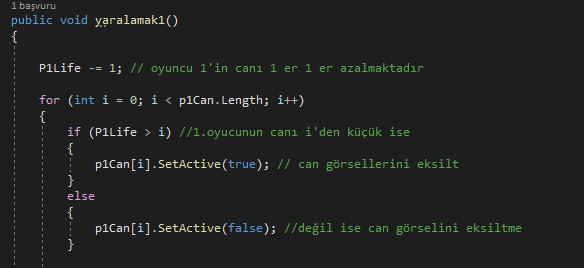 1 başvuru
public void yaralamak1()
{
P1Life -= 1; // oyuncu 1'in canı 1 er 1 er azalmaktadır
for (int i = 0; i < p1Can.Length; i++)
{
if (P1Life > i) //1.oyucunun canı i'den küçük ise
{
p1Can[i].SetActive(true); // can görsellerini eksilt
}
else
{
p1Can[i].SetActive(false); //değil ise can görselini eksiltme
}